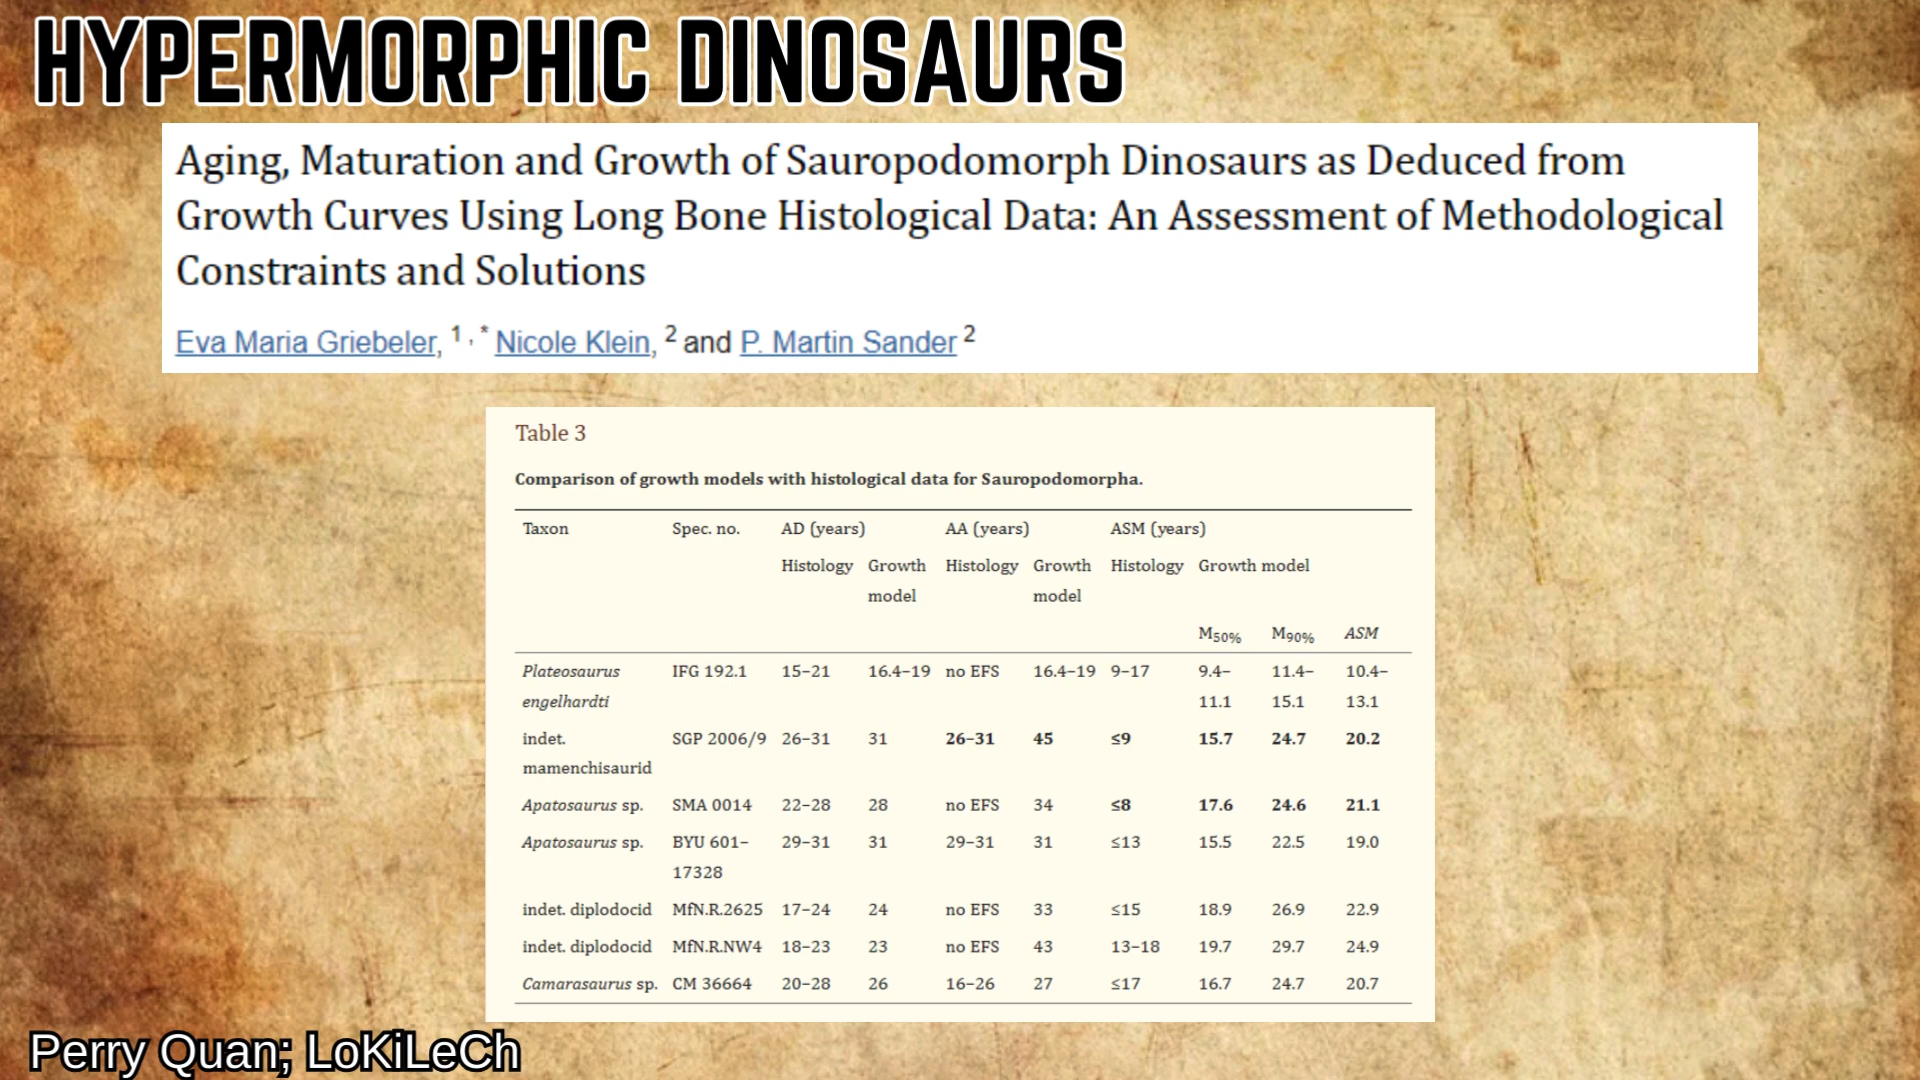 HYPERMORPHIC DINOSAURS
Aging, Maturation and Growth of Sauropodomorph Dinosaurs as Deduced from
Growth Curves Using Long Bone Histological Data: An Assessment of Methodological
Constraints and Solutions
Eva Maria Griebeler, 1 , * Nicole Klein, 2 and P. Martin Sander 2
Table 3
Comparison of growth models with histological data for Sauropodomorpha.
Taxon Spec. no. AD (years) AA (years) ASM (years)
Histology Growth Histology Growth Histology Growth model
model model
M50% M90% ASM
Plateosaurus IFG 192.1 15–21 16.4–19 no EFS 16.4–19 9–17 9.4– 11.4– 10.4–
engelhardti 11.1 15.1 13.1
indet. SGP 2006/9 26–31 31 26–31 45 ≤9 15.7 24.7 20.2
mamenchisaurid
Apatosaurus sp. SMA 0014 22–28 28 no EFS 34 ≤8 17.6 24.6 21.1
Apatosaurus sp. BYU 601– 29–31 31 29–31 31 ≤13 15.5 22.5 19.0
17328
indet. diplodocid MfN.R.2625 17–24 24 no EFS 33 ≤15 18.9 26.9 22.9
indet. diplodocid MfN.R.NW4 18–23 23 no EFS 43 13–18 19.7 29.7 24.9
Camarasaurus sp. CM 36664 20–28 26 16–26 27 ≤17 16.7 24.7 20.7
Perry Quan; LoKiLeCh